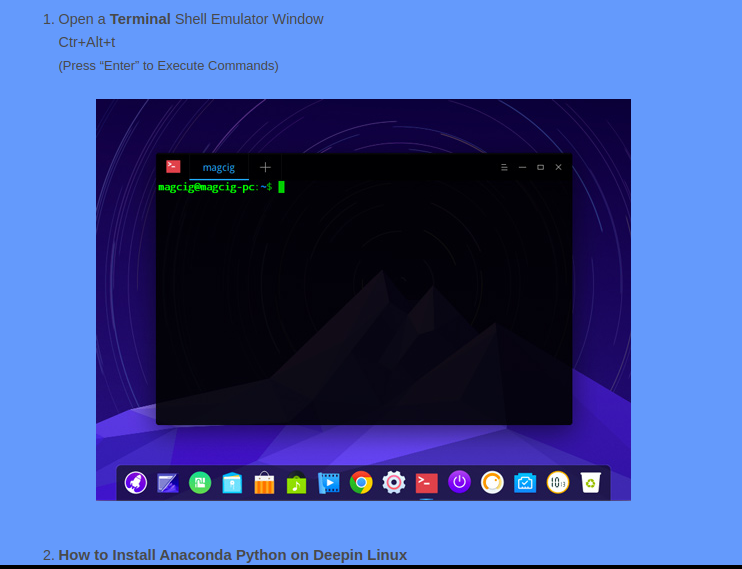 1. Open a Terminal Shell Emulator Window
Ctr+Alt+t
(Press “Enter” to Execute Commands)
magcig
magcig@magcig-pc:~$
2. How to Install Anaconda Python on Deepin Linux